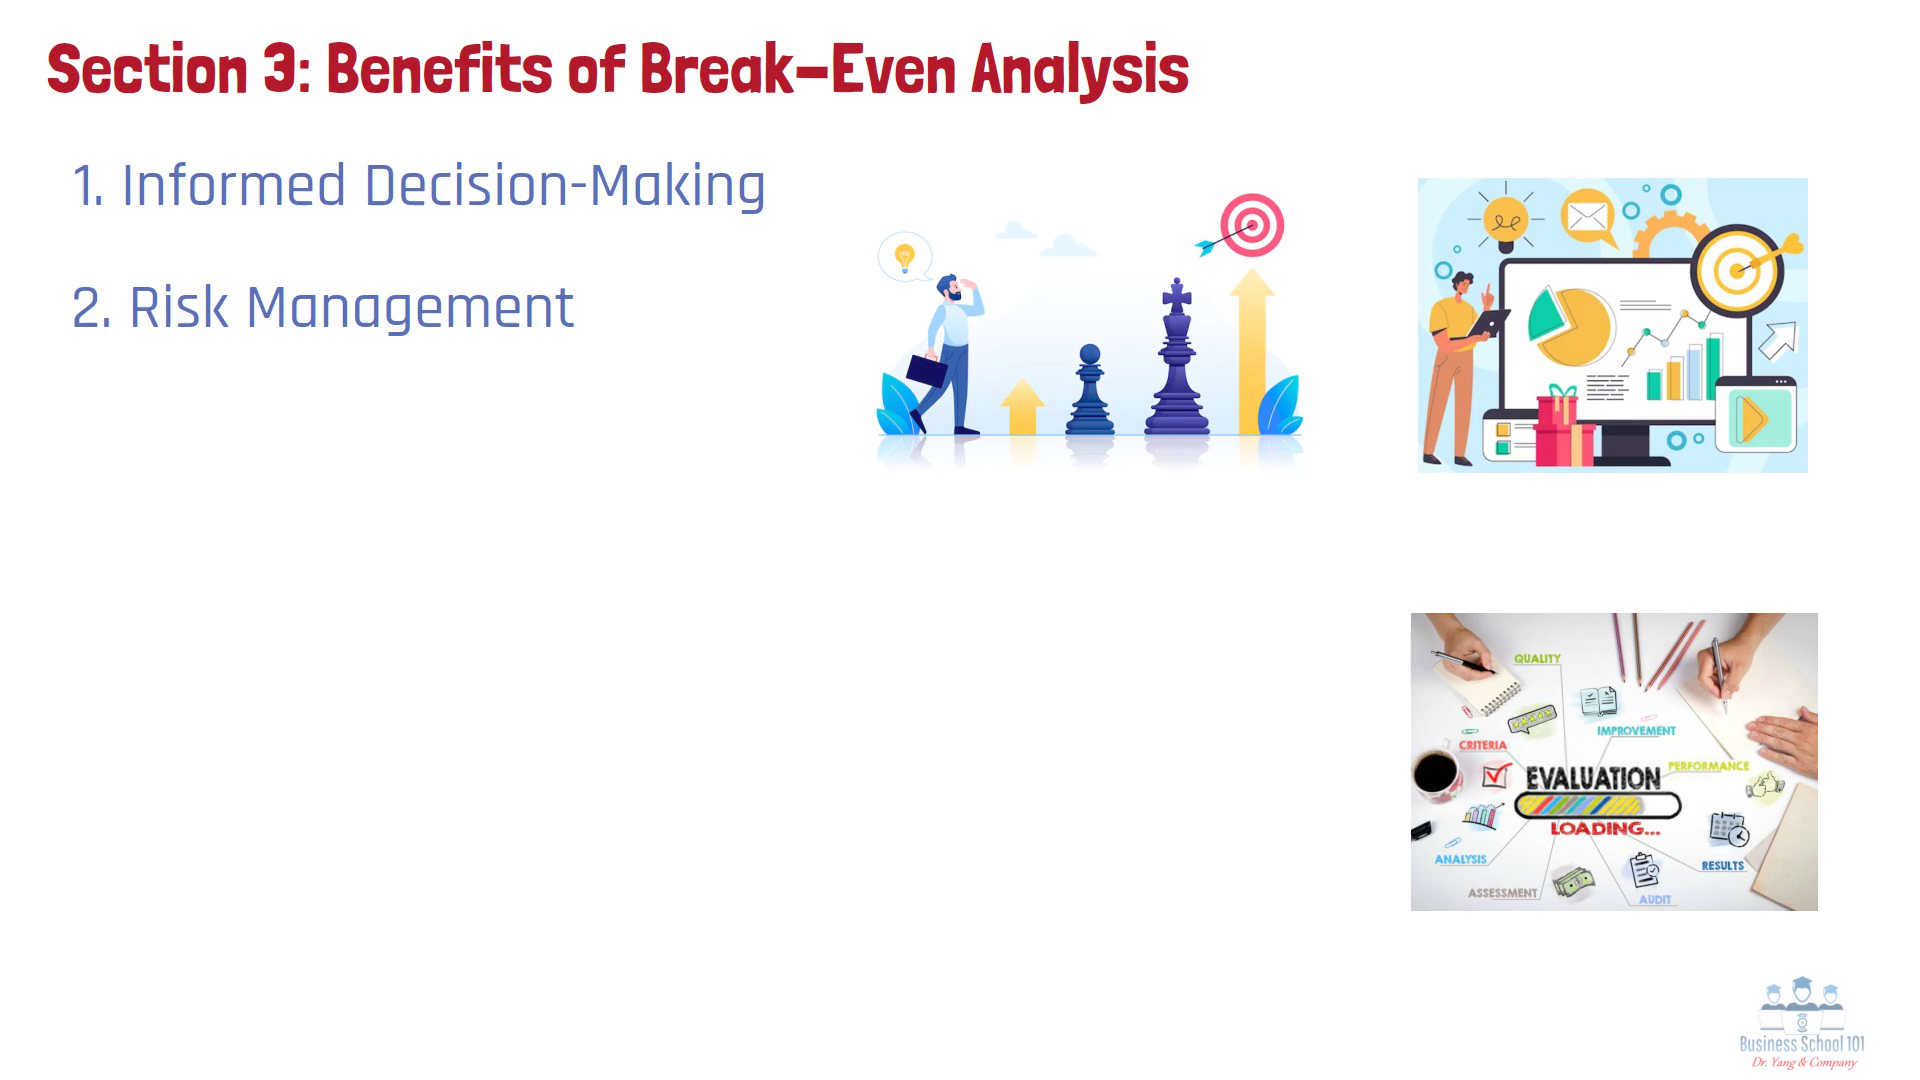 Section 3: Benefits of Break-Even Analysis
1. Informed Decision-Making
2. Risk Management
QUALITY
IMPROVEMENT
CRITERIA
PERFORMANCE
EVALUATION
LOADING...
ANALYSIS
RESULTS
ASSESSMENT
AUDIT
Business School 101
Dr. Yang & Company